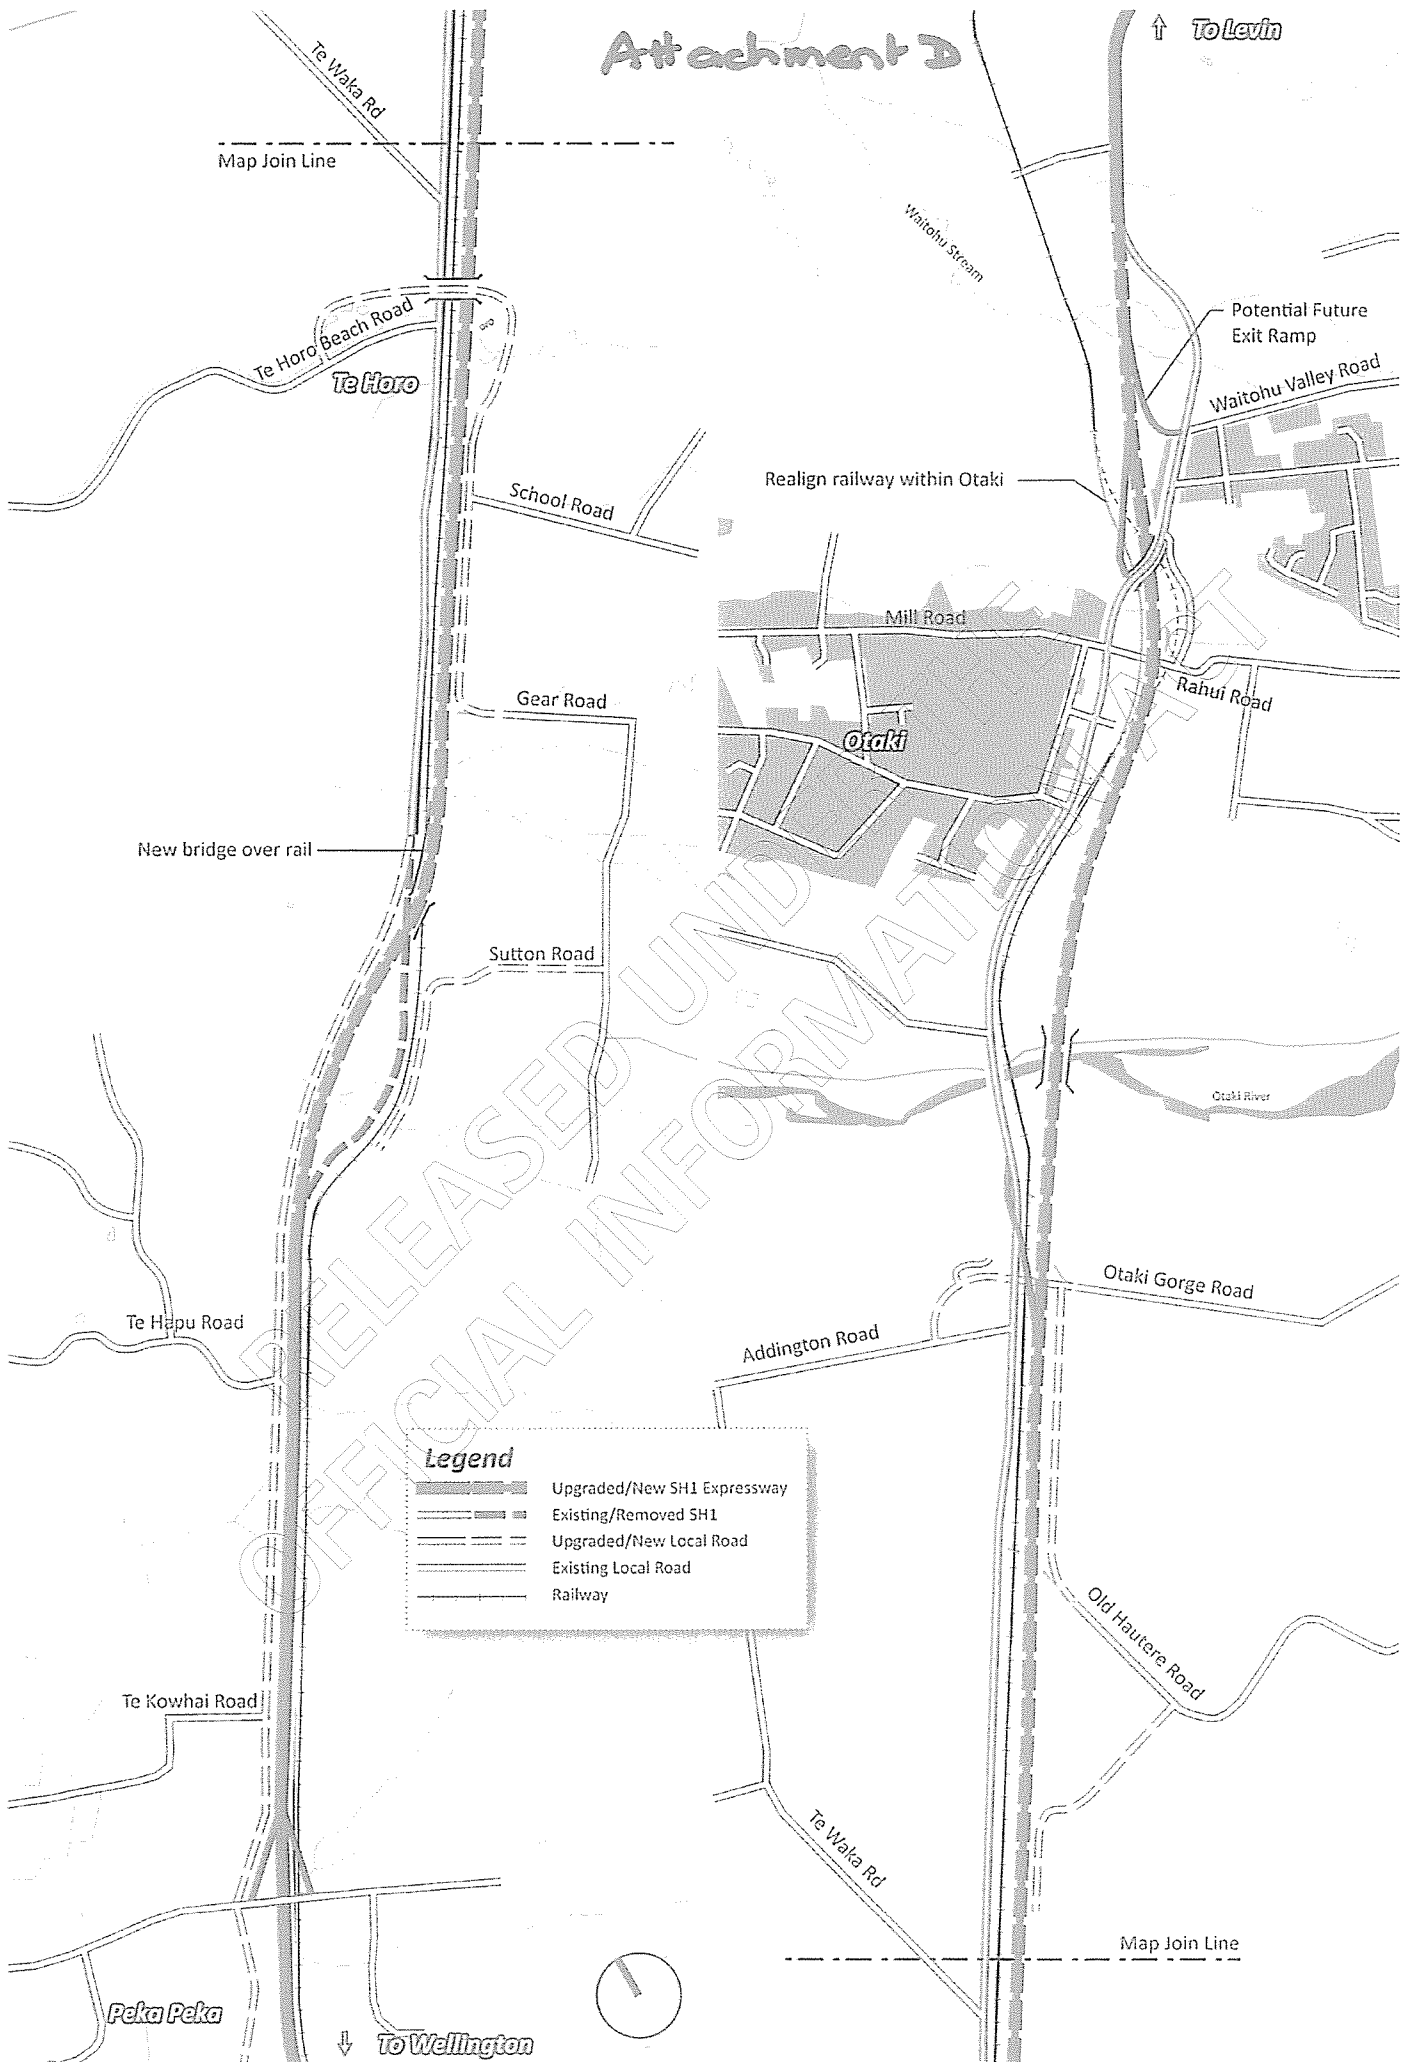 Attachment D
To Levin
Te Waka Rd
Map Join Line
Waitohu Stream
Te Horo Beach Road
Te Horo
Potential Future
Exit Ramp
Waitohu Valley Road
School Road
Realign railway within Otaki
Mill Road
Rahui Road
Gear Road
Otaki
New bridge over rail
Sutton Road
Otaki River
Te Hapu Road
Otaki Gorge Road
Addington Road
Legend
Upgraded/New SH1 Expressway
Existing/Removed SH1
Upgraded/New Local Road
Existing Local Road
Railway
Old Hautere Road
Te Kowhai Road
Te Waka Rd
Map Join Line
Peka Peka
To Wellington
RELEASED UND
OFFICIAL INFORMATI